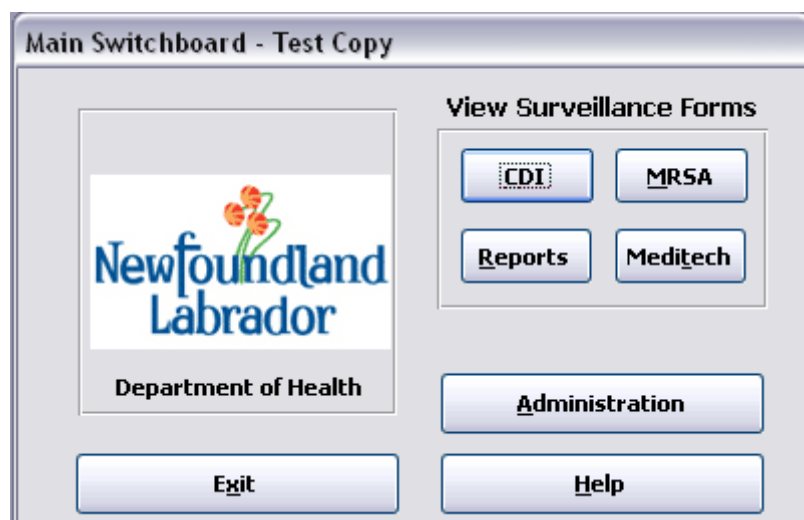 Main Switchboard - Test Copy
View Surveillance Forms
CDI
MRSA
Reports
Meditech
Newfoundland
Labrador
Department of Health
Administration
Exit
Help